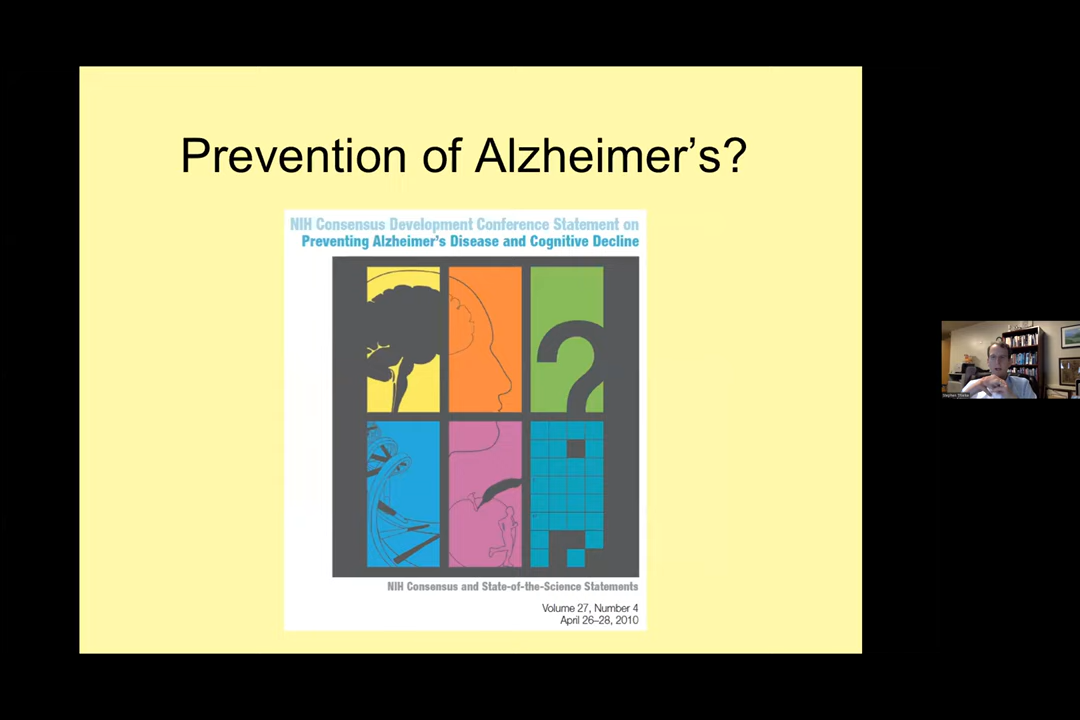 Prevention of Alzheimer’s?
NIH Consensus Development Conference Statement on
Preventing Alzheimer’s Disease and Cognitive Decline
NIH Consensus and State-of-the-Science Statements
Volume 27, Number 4
April 26–28, 2010
Stephen